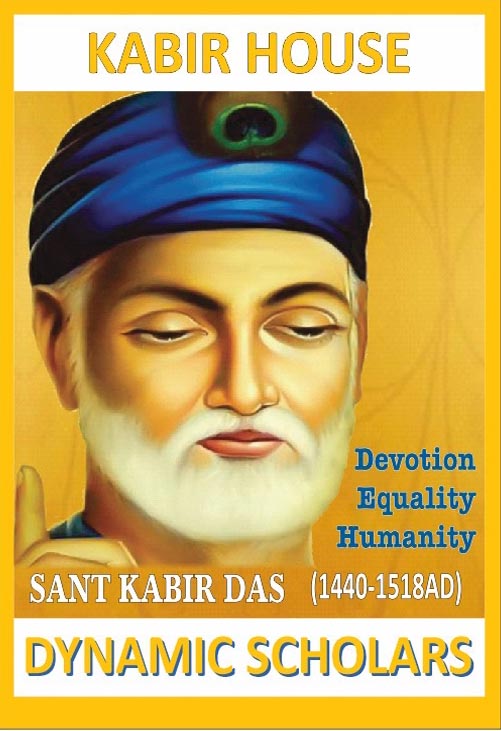 KABIR HOUSE
Devotion
Equality
Humanity
SANT KABIR DAS (1440-1518AD)
DYNAMIC SCHOLARS